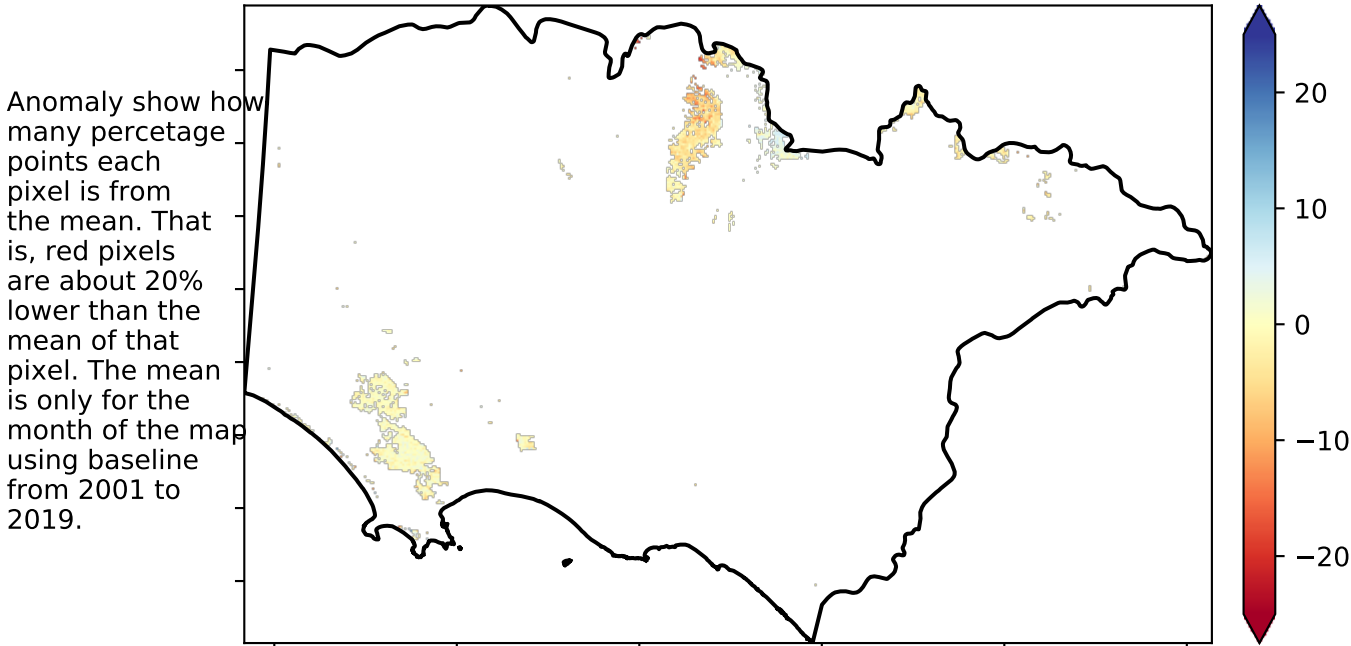 Anomaly show how
many percetage
points each
pixel is from
the mean. That
is, red pixels
are about 20%
lower than the
mean of that
pixel. The mean
is only for the
month of the map
using baseline
from 2001 to
2019.
20
10
0
−10
−20